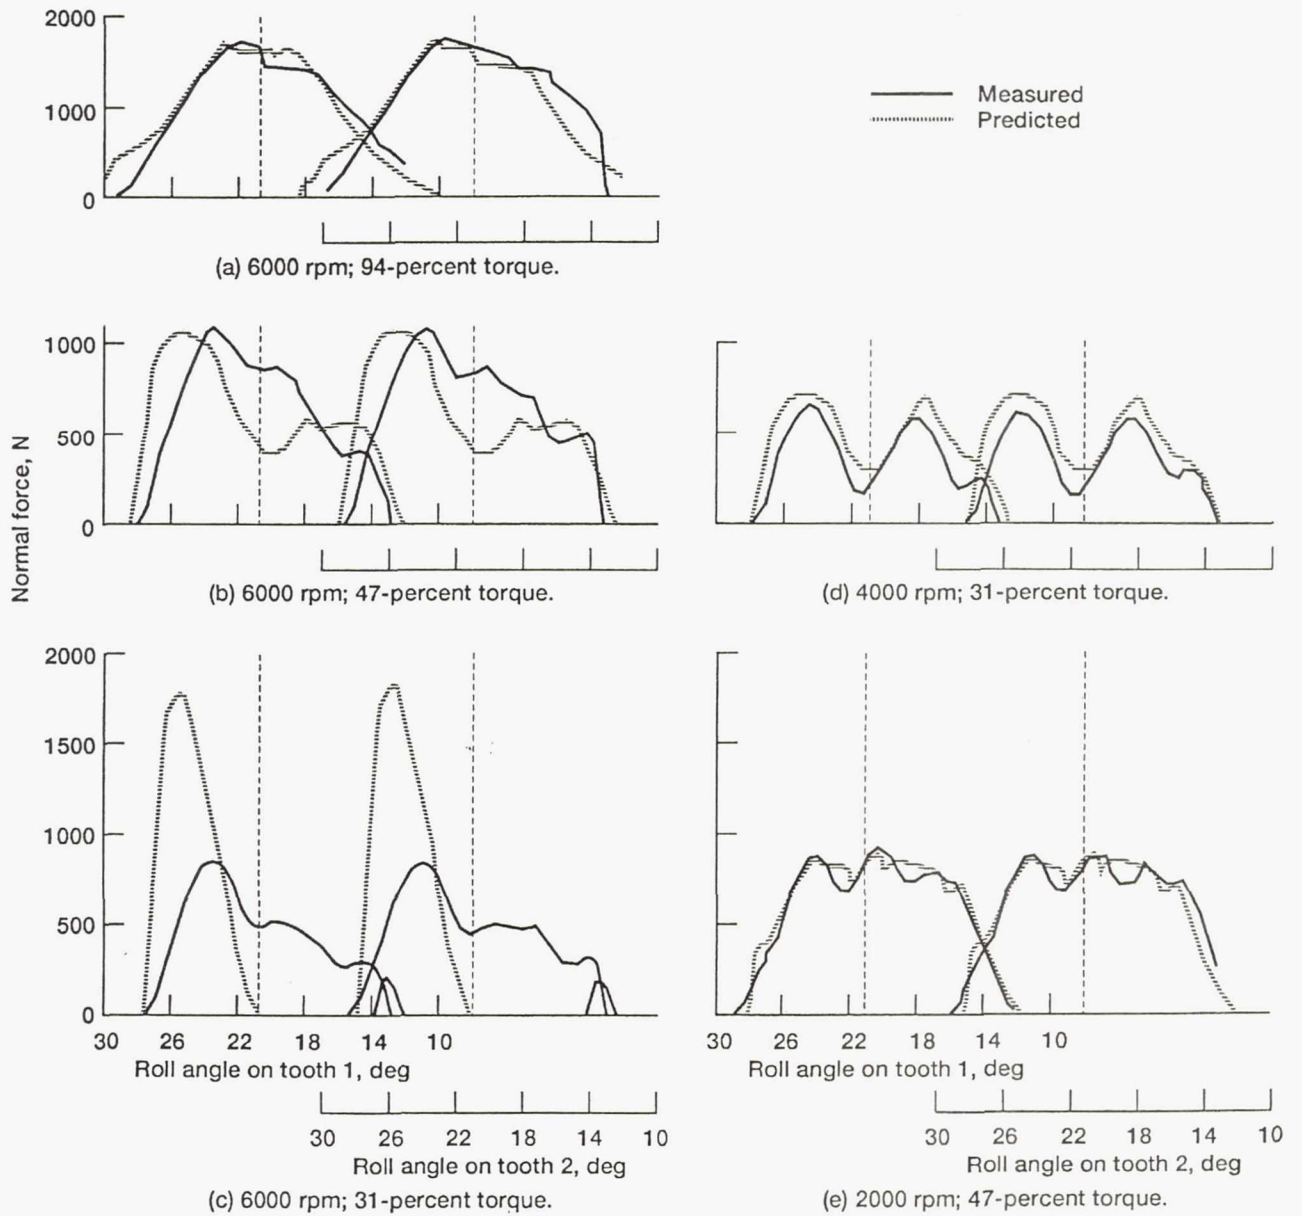 2000
1000
0
Measured
Predicted
(a) 6000 rpm; 94-percent torque.
Normal force, N
1000
500
0
(b) 6000 rpm; 47-percent torque.
(d) 4000 rpm; 31-percent torque.
2000
1500
1000
500
0
30 26 22 18 14 10
Roll angle on tooth 1, deg
30 26 22 18 14 10
Roll angle on tooth 2, deg
(c) 6000 rpm; 31-percent torque.
30 26 22 18 14 10
Roll angle on tooth 1, deg
30 26 22 18 14 10
Roll angle on tooth 2, deg
(e) 2000 rpm; 47-percent torque.